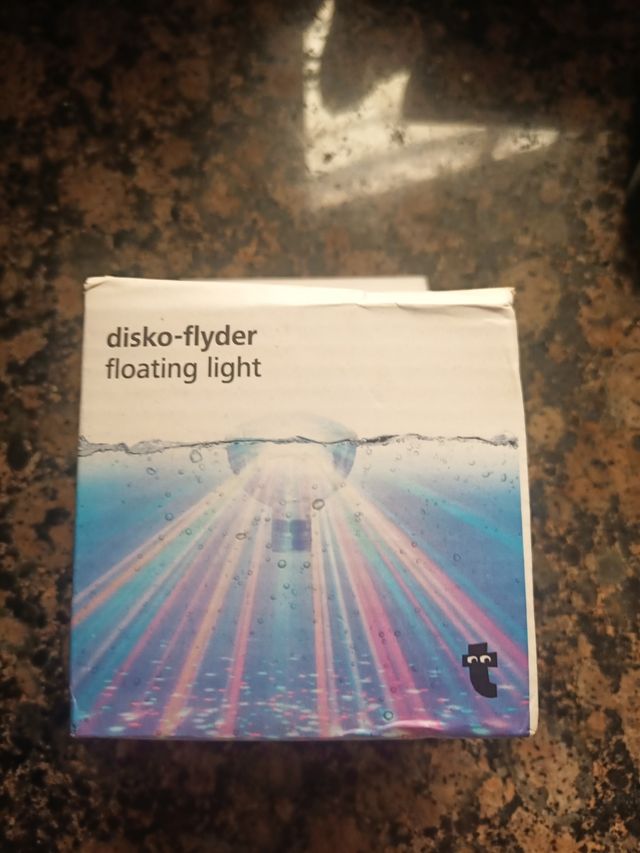 disko-flyder
floating light
t